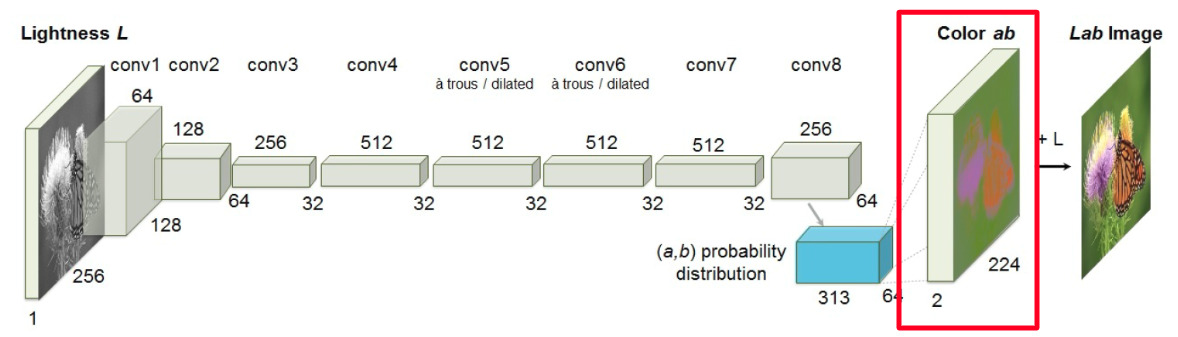 Lightness L
Color ab
Lab Image
conv1 conv2 conv3 conv4 conv5 conv6 conv7 conv8
à trous / dilated à trous / dilated
64
128
256
512
512
512
512
256
+ L
64
32
32
32
32
32
64
128
256
1
(a,b) probability
distribution
313
64
2
224